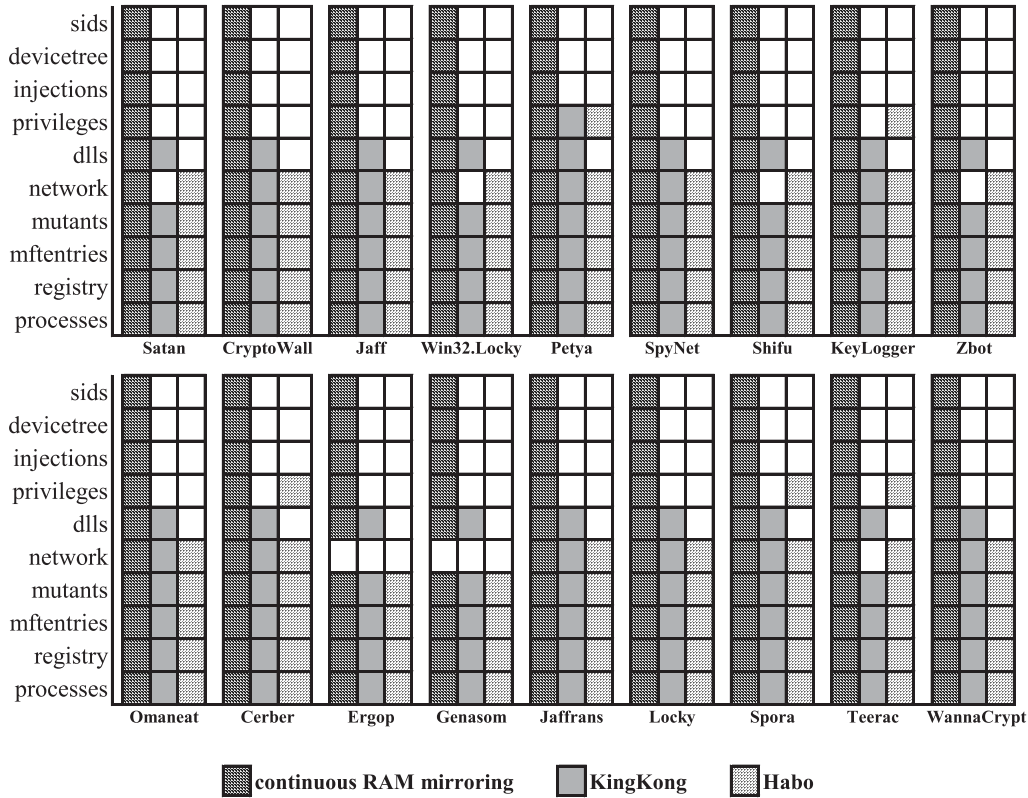 sids
devicetree
injections
privileges
dlls
network
mutants
mftentries
registry
processes
Satan CryptoWall Jaff Win32.Locky Petya SpyNet Shifu KeyLogger Zbot
sids
devicetree
injections
privileges
dlls
network
mutants
mftentries
registry
processes
Omaneat Cerber Ergop Genasom Jaffrans Locky Spora Teerac WannaCrypt
continuous RAM mirroring KingKong Habo